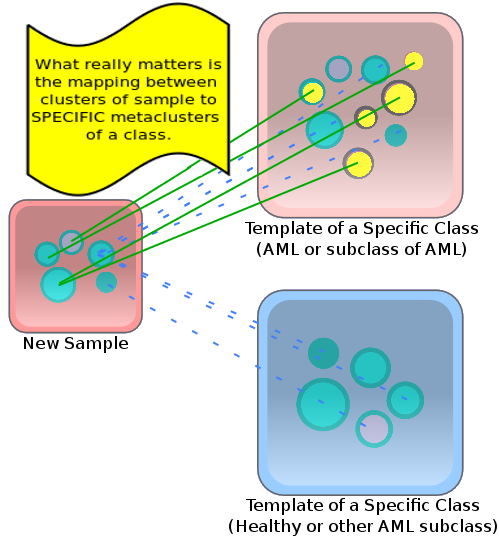 What really matters is
the mapping between
clusters of sample to
SPECIFIC metaclusters
of a class.
Template of a Specific Class
(AML or subclass of AML)
New Sample
Template of a Specific Class
(Healthy or other AML subclass)